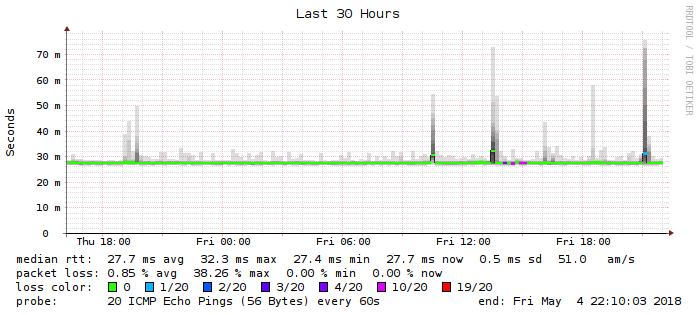 Last 30 Hours
RRDTOOL / TOBI OETIKER
Seconds
70 m
60 m
50 m
40 m
30 m
20 m
10 m
0
Thu 18:00 Fri 00:00 Fri 06:00 Fri 12:00 Fri 18:00
median rtt: 27.7 ms avg 32.3 ms max 27.4 ms min 27.7 ms now 0.5 ms sd 51.0 am/s
packet loss: 0.85 % avg 38.26 % max 0.00 % min 0.00 % now
loss color: 0 1/20 2/20 3/20 4/20 10/20 19/20
probe: 20 ICMP Echo Pings (56 Bytes) every 60s end: Fri May 4 22:10:03 2018